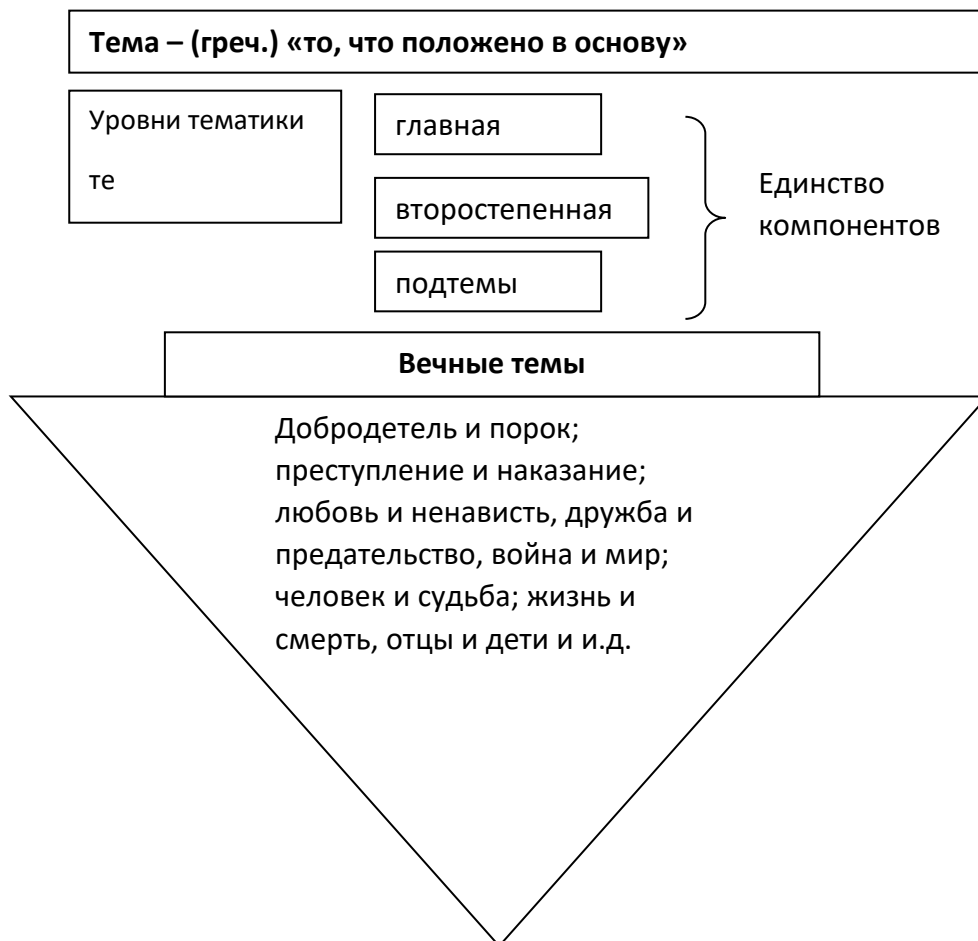 Тема – (греч.) «то, что положено в основу»
Уровни тематики
те
главная
второстепенная
подтемы
Единство
компонентов
Вечные темы
Добродетель и порок;
преступление и наказание;
любовь и ненависть, дружба и
предательство, война и мир;
человек и судьба; жизнь и
смерть, отцы и дети и и.д.